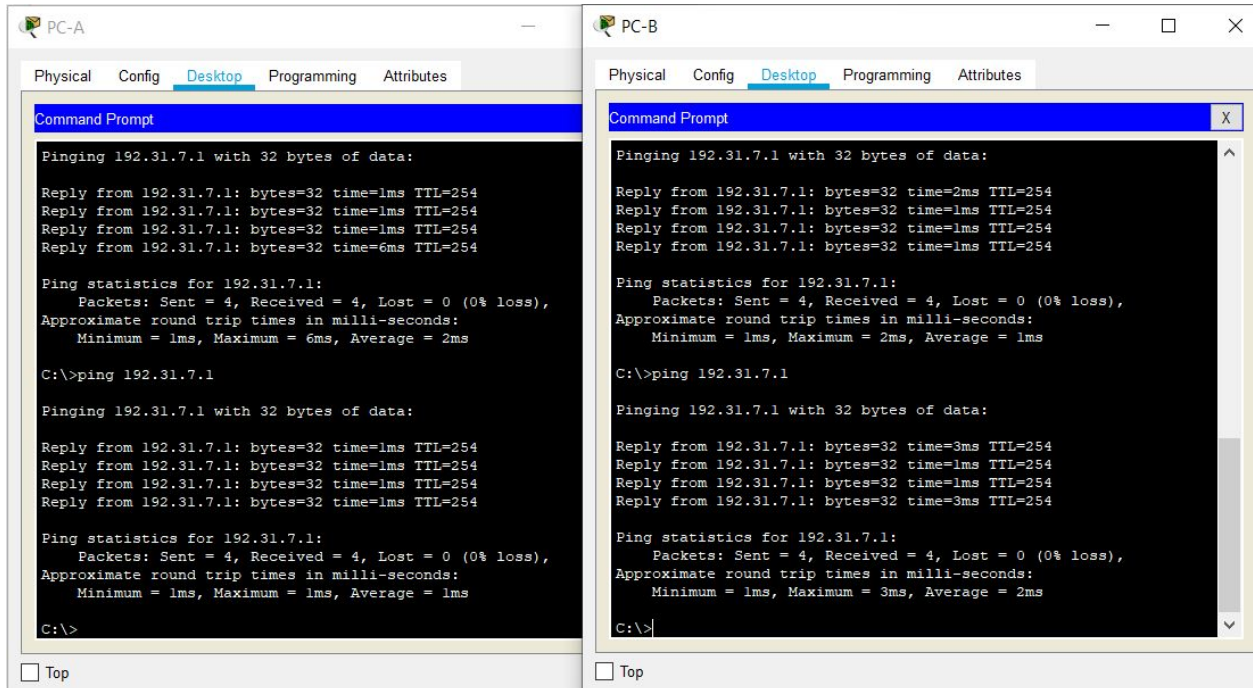 PC-A
Physical Config Desktop Programming Attributes
Command Prompt
Pinging 192.31.7.1 with 32 bytes of data:
Reply from 192.31.7.1: bytes=32 time=1ms TTL=254
Reply from 192.31.7.1: bytes=32 time=1ms TTL=254
Reply from 192.31.7.1: bytes=32 time=1ms TTL=254
Reply from 192.31.7.1: bytes=32 time=6ms TTL=254
Ping statistics for 192.31.7.1:
Packets: Sent = 4, Received = 4, Lost = 0 (0% loss),
Approximate round trip times in milli-seconds:
Minimum = 1ms, Maximum = 6ms, Average = 2ms
C:\>ping 192.31.7.1
Pinging 192.31.7.1 with 32 bytes of data:
Reply from 192.31.7.1: bytes=32 time=1ms TTL=254
Reply from 192.31.7.1: bytes=32 time=1ms TTL=254
Reply from 192.31.7.1: bytes=32 time=1ms TTL=254
Reply from 192.31.7.1: bytes=32 time=1ms TTL=254
Ping statistics for 192.31.7.1:
Packets: Sent = 4, Received = 4, Lost = 0 (0% loss),
Approximate round trip times in milli-seconds:
Minimum = 1ms, Maximum = 1ms, Average = 1ms
C:\>
Top
PC-B
Physical Config Desktop Programming Attributes
Command Prompt X
Pinging 192.31.7.1 with 32 bytes of data:
Reply from 192.31.7.1: bytes=32 time=2ms TTL=254
Reply from 192.31.7.1: bytes=32 time=1ms TTL=254
Reply from 192.31.7.1: bytes=32 time=1ms TTL=254
Reply from 192.31.7.1: bytes=32 time=1ms TTL=254
Ping statistics for 192.31.7.1:
Packets: Sent = 4, Received = 4, Lost = 0 (0% loss),
Approximate round trip times in milli-seconds:
Minimum = 1ms, Maximum = 2ms, Average = 1ms
C:\>ping 192.31.7.1
Pinging 192.31.7.1 with 32 bytes of data:
Reply from 192.31.7.1: bytes=32 time=3ms TTL=254
Reply from 192.31.7.1: bytes=32 time=1ms TTL=254
Reply from 192.31.7.1: bytes=32 time=1ms TTL=254
Reply from 192.31.7.1: bytes=32 time=3ms TTL=254
Ping statistics for 192.31.7.1:
Packets: Sent = 4, Received = 4, Lost = 0 (0% loss),
Approximate round trip times in milli-seconds:
Minimum = 1ms, Maximum = 3ms, Average = 2ms
C:\>
Top